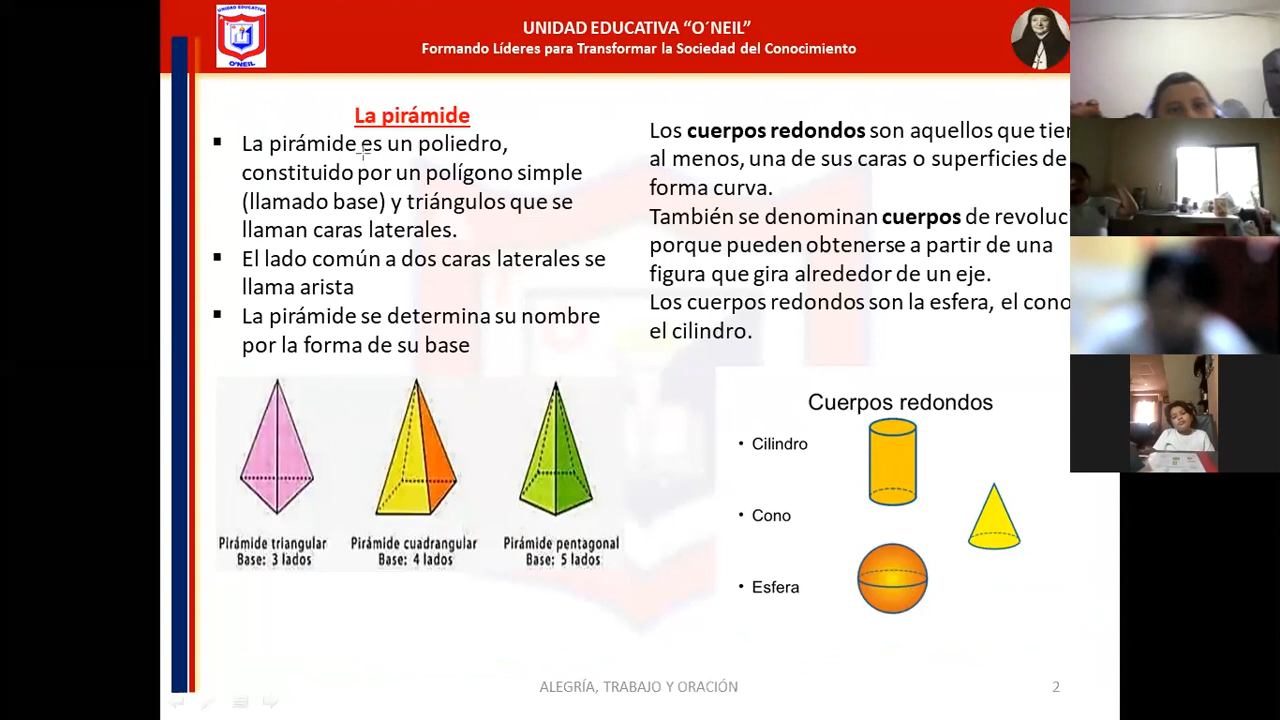 UNIDAD EDUCATIVA “O´NEIL”
Formando Líderes para Transformar la Sociedad del Conocimiento
O'NEIL
La pirámide
▪ La pirámide es un poliedro,
constituido por un polígono simple
(llamado base) y triángulos que se
llaman caras laterales.
▪ El lado común a dos caras laterales se
llama arista
▪ La pirámide se determina su nombre
por la forma de su base
Pirámide triangular
Base: 3 lados
Pirámide cuadrangular
Base: 4 lados
Pirámide pentagonal
Base: 5 lados
Los cuerpos redondos son aquellos que tien
al menos, una de sus caras o superficies de
forma curva.
También se denominan cuerpos de revoluc
porque pueden obtenerse a partir de una
figura que gira alrededor de un eje.
Los cuerpos redondos son la esfera, el cono
el cilindro.
Cuerpos redondos
• Cilindro
• Cono
• Esfera
ALEGRÍA, TRABAJO Y ORACIÓN
2